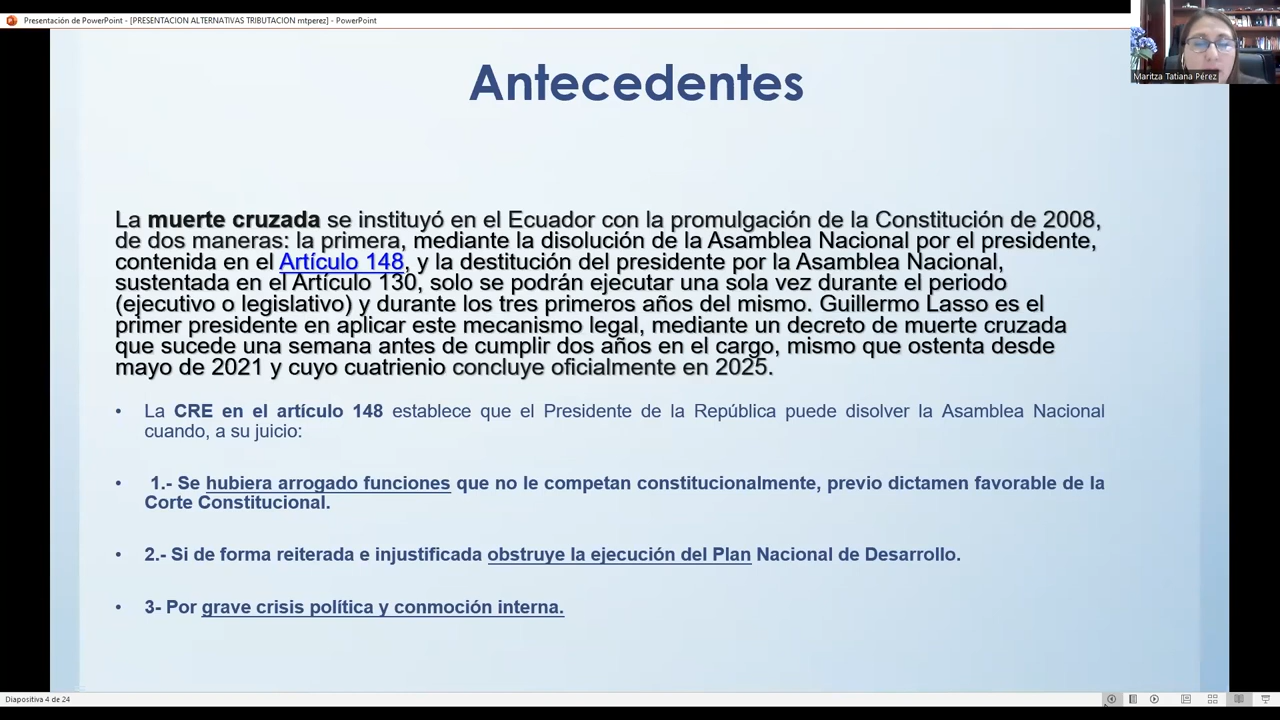 Presentación de PowerPoint - [PRESENTACION ALTERNATIVAS TRIBUTACION mtperez] - PowerPoint
Maritza Tatiana Pérez
Antecedentes
La muerte cruzada se instituyó en el Ecuador con la promulgación de la Constitución de 2008,
de dos maneras: la primera, mediante la disolución de la Asamblea Nacional por el presidente,
contenida en el Artículo 148, y la destitución del presidente por la Asamblea Nacional,
sustentada en el Artículo 130, solo se podrán ejecutar una sola vez durante el periodo
(ejecutivo o legislativo) y durante los tres primeros años del mismo. Guillermo Lasso es el
primer presidente en aplicar este mecanismo legal, mediante un decreto de muerte cruzada
que sucede una semana antes de cumplir dos años en el cargo, mismo que ostenta desde
mayo de 2021 y cuyo cuatrienio concluye oficialmente en 2025.
• La CRE en el artículo 148 establece que el Presidente de la República puede disolver la Asamblea Nacional
cuando, a su juicio:
• 1.- Se hubiera arrogado funciones que no le competan constitucionalmente, previo dictamen favorable de la
Corte Constitucional.
• 2.- Si de forma reiterada e injustificada obstruye la ejecución del Plan Nacional de Desarrollo.
• 3- Por grave crisis política y conmoción interna.
Diapositiva 4 de 24